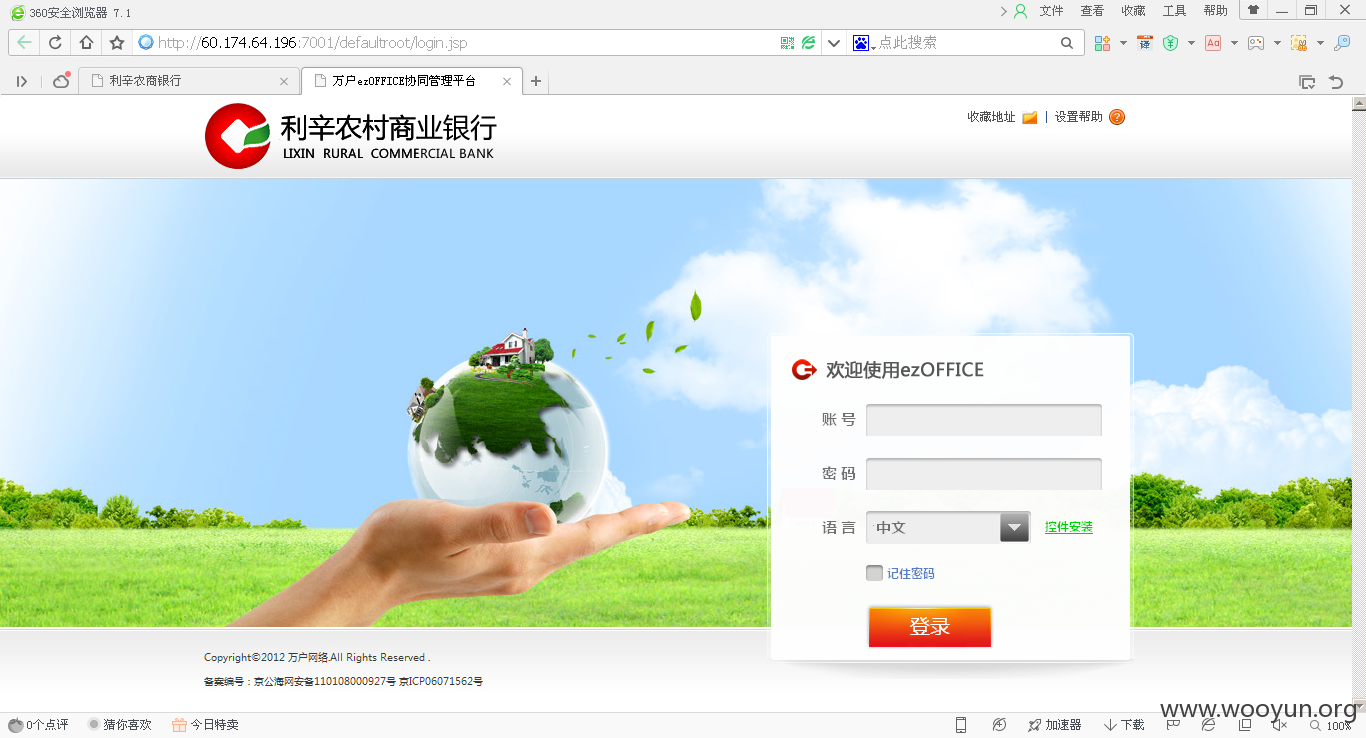 360安全浏览器 7.1
文件 查看 收藏 工具 帮助
http://60.174.64.196:7001/defaultroot/login.jsp
点此搜索
译
Aa
利辛农商银行
万户ezOFFICE协同管理平台
利辛农村商业银行
LIXIN RURAL COMMERCIAL BANK
收藏地址
设置帮助
欢迎使用ezOFFICE
账号
密码
语言
中文
控件安装
记住密码
登录
Copyright©2012 万户网络.All Rights Reserved .
备案编号：京公海网安备110108000927号 京ICP06071562号
www.wooyun.org
0个点评
猜你喜欢
今日特卖
加速器
下载
100%